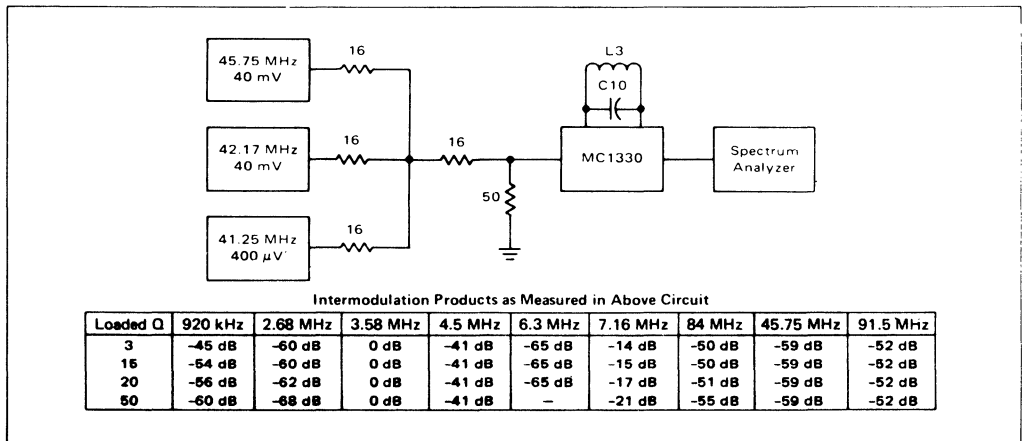 16
45.75 MHz
40 mV
L3
C10
16
42.17 MHz
40 mV
16
MC1330
Spectrum
Analyzer
50
16
41.25 MHz
400 µV
Intermodulation Products as Measured in Above Circuit
Loaded Q 920 kHz 2.68 MHz 3.58 MHz 4.5 MHz 6.3 MHz 7.16 MHz 84 MHz 45.75 MHz 91.5 MHz
3 -45 dB -60 dB 0 dB -41 dB -65 dB -14 dB -50 dB -59 dB -52 dB
15 -54 dB -60 dB 0 dB -41 dB -65 dB -15 dB -50 dB -59 dB -52 dB
20 -56 dB -62 dB 0 dB -41 dB -65 dB -17 dB -51 dB -59 dB -52 dB
50 -60 dB -68 dB 0 dB -41 dB – -21 dB -55 dB -59 dB -52 dB